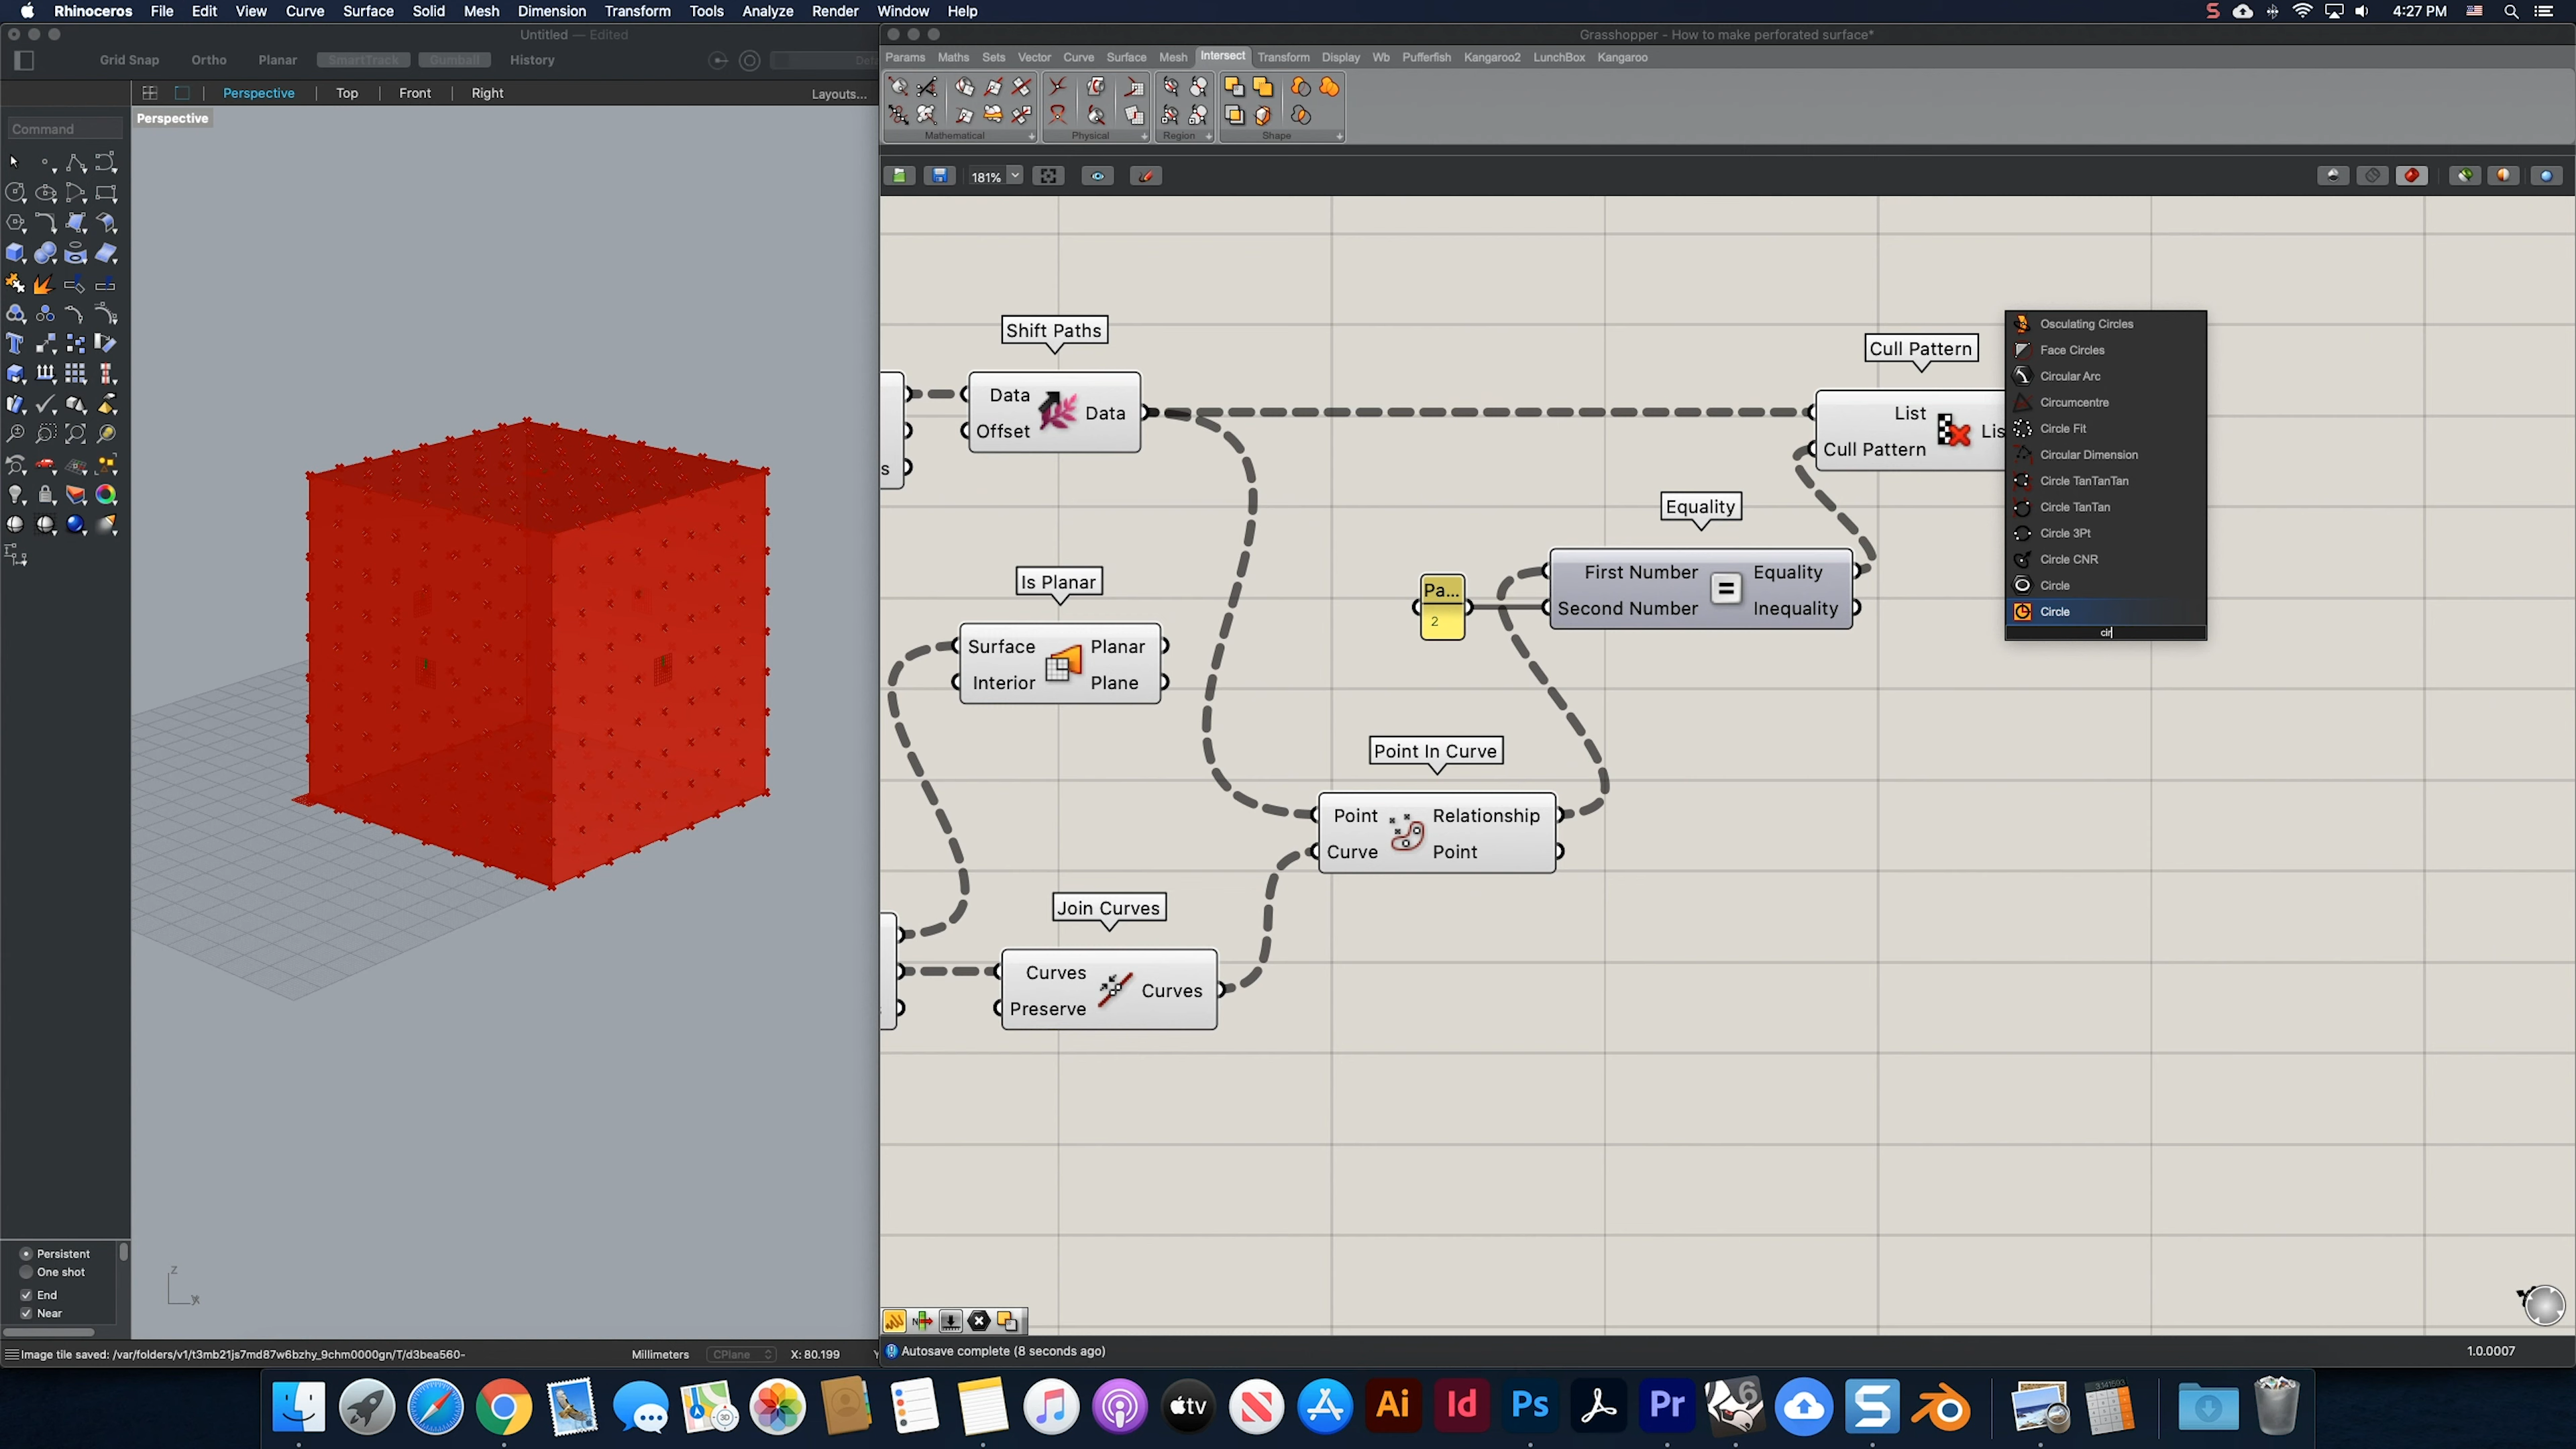 Rhinoceros File Edit View Curve Surface Solid Mesh Dimension Transform Tools Analyze Render Window Help
4:27 PM
Untitled — Edited
Grid Snap Ortho Planar SmartTrack Gumball History
Perspective Top Front Right Layouts...
Perspective
Command
Persistent
One shot
End
Near
z
Image tile saved: /var/folders/v1/t3mb21js7md87w6bzhy_9chm0000gn/T/d3bea560-
Millimeters CPlane X: 80.199
Grasshopper - How to make perforated surface*
Params Maths Sets Vector Curve Surface Mesh Intersect Transform Display Wb Pufferfish Kangaroo2 LunchBox Kangaroo
Mathematical Physical Region Shape
181%
Shift Paths
Data Data
Offset
s
Cull Pattern
List Lis
Cull Pattern
Osculating Circles
Face Circles
Circular Arc
Circumcentre
Circle Fit
Circular Dimension
Circle TanTanTan
Circle TanTan
Circle 3Pt
Circle CNR
Circle
Circle
cir
Equality
First Number = Equality
Second Number Inequality
Pa...
2
Is Planar
Surface Planar
Interior Plane
Point In Curve
Point Relationship
Curve Point
Join Curves
Curves Curves
Preserve
Autosave complete (8 seconds ago)
1.0.0007
tv
Ai Id Ps Pr 6 S